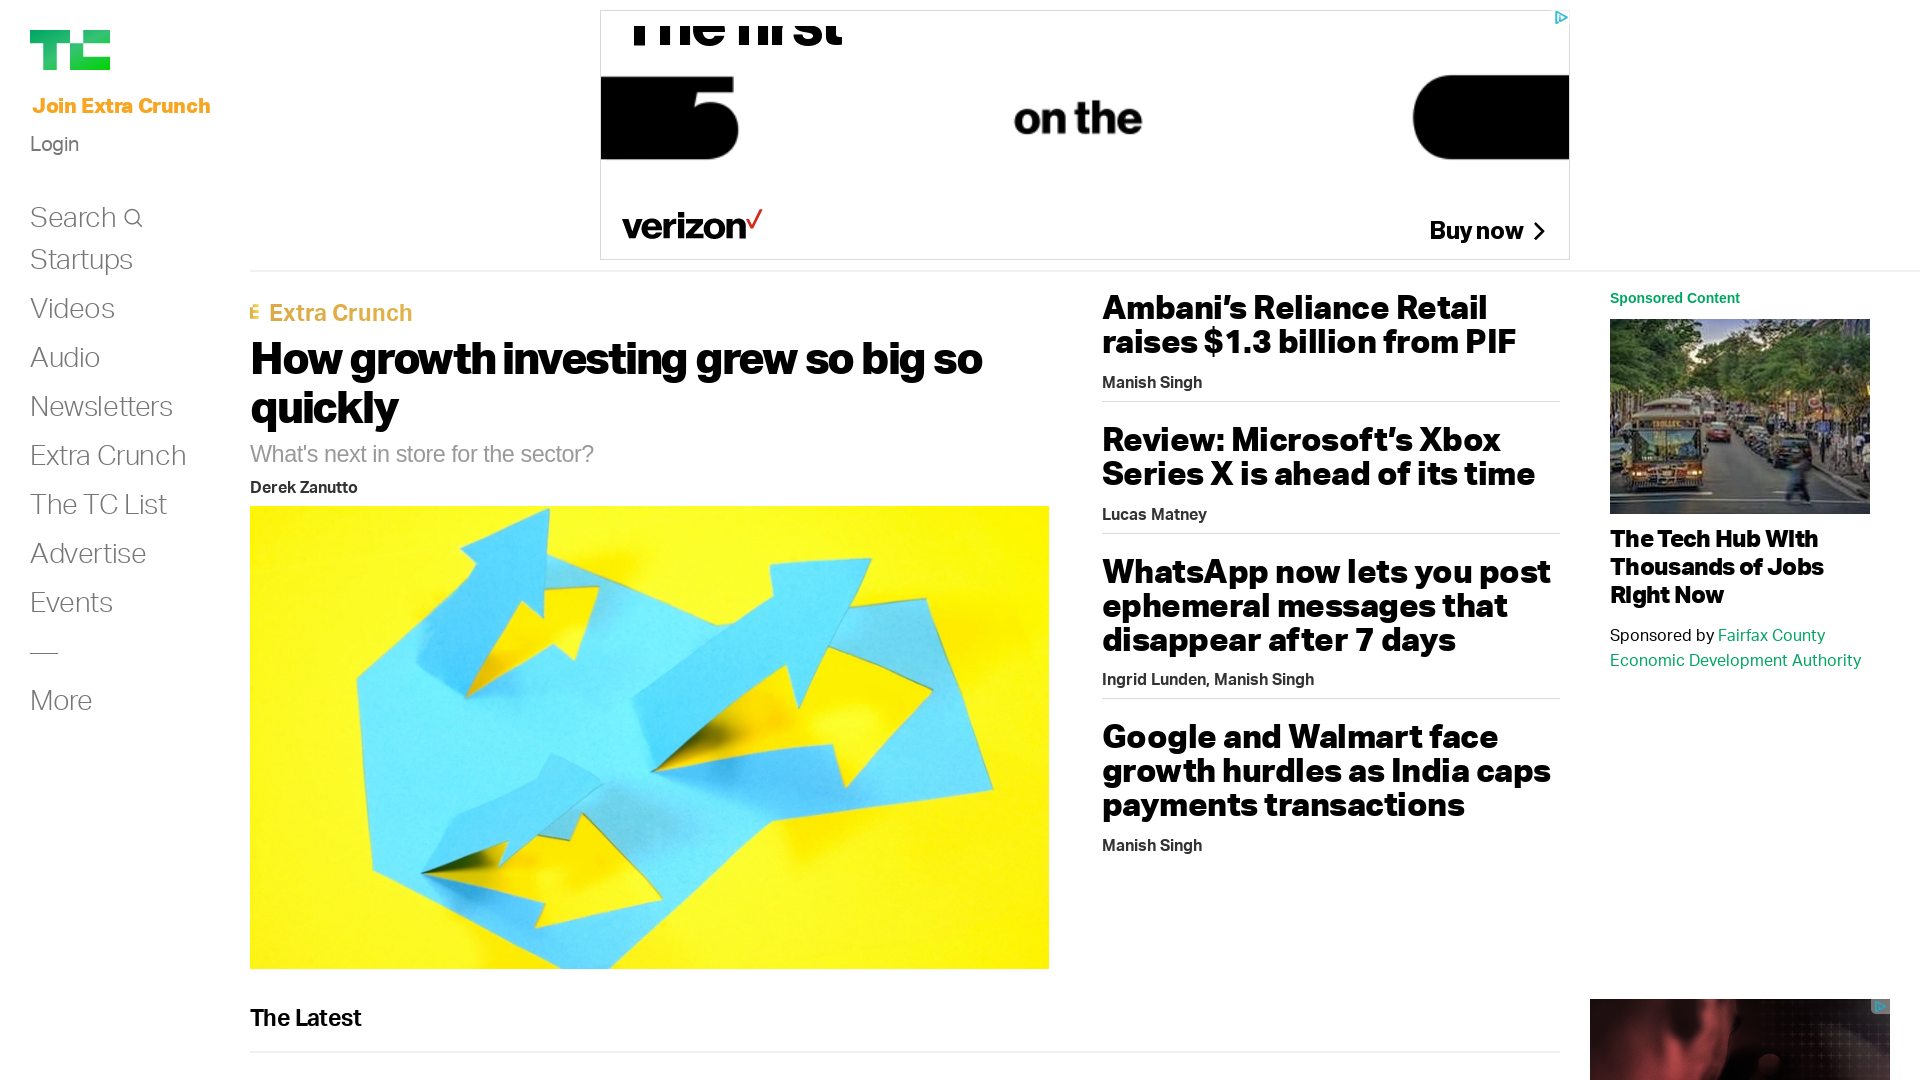 TC
Join Extra Crunch
Login
Search
Startups
Videos
Audio
Newsletters
Extra Crunch
The TC List
Advertise
Events
More
The first
5
on the
verizon
Buy now
Extra Crunch
How growth investing grew so big so
quickly
What's next in store for the sector?
Derek Zanutto
Ambani’s Reliance Retail
raises $1.3 billion from PIF
Manish Singh
Review: Microsoft’s Xbox
Series X is ahead of its time
Lucas Matney
WhatsApp now lets you post
ephemeral messages that
disappear after 7 days
Ingrid Lunden, Manish Singh
Google and Walmart face
growth hurdles as India caps
payments transactions
Manish Singh
Sponsored Content
TROLLEY
The Tech Hub WIth
Thousands of Jobs
RIght Now
Sponsored by Fairfax County
Economic Development Authority
The Latest